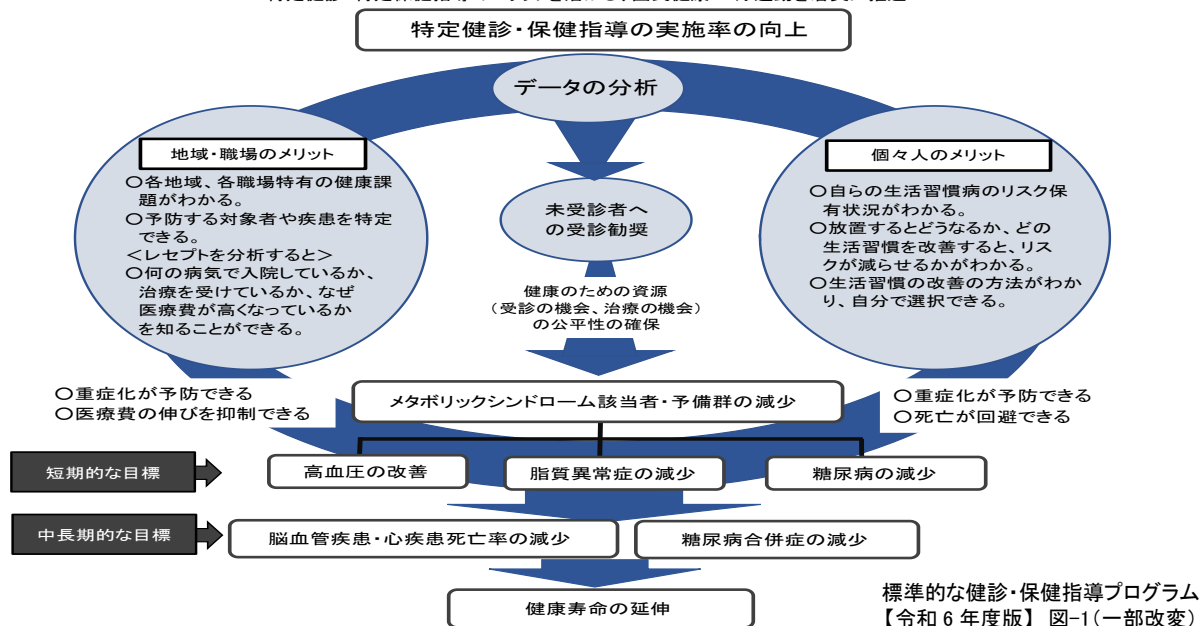 特定健診・保健指導の実施率の向上
データの分析
地域・職場のメリット
〇各地域、各職場特有の健康課
題がわかる。
〇予防する対象者や疾患を特定
できる。
<レセプトを分析すると>
〇何の病気で入院しているか、
治療を受けているか、なぜ
医療費が高くなっているか
を知ることができる。
未受診者へ
の受診勧奨
健康のための資源
(受診の機会、治療の機会)
の公平性の確保
個々人のメリット
〇自らの生活習慣病のリスク保
有状況がわかる。
〇放置するとどうなるか、どの
生活習慣を改善すると、リス
クが減らせるかがわかる。
〇生活習慣の改善の方法がわか
り、自分で選択できる。
〇重症化が予防できる
〇医療費の伸びを抑制できる
メタボリックシンドローム該当者・予備群の減少
〇重症化が予防できる
〇死亡が回避できる
短期的な目標
高血圧の改善
脂質異常症の減少
糖尿病の減少
中長期的な目標
脳血管疾患・心疾患死亡率の減少
糖尿病合併症の減少
健康寿命の延伸
標準的な健診・保健指導プログラム
【令和6年度版】 図-1(一部改変)